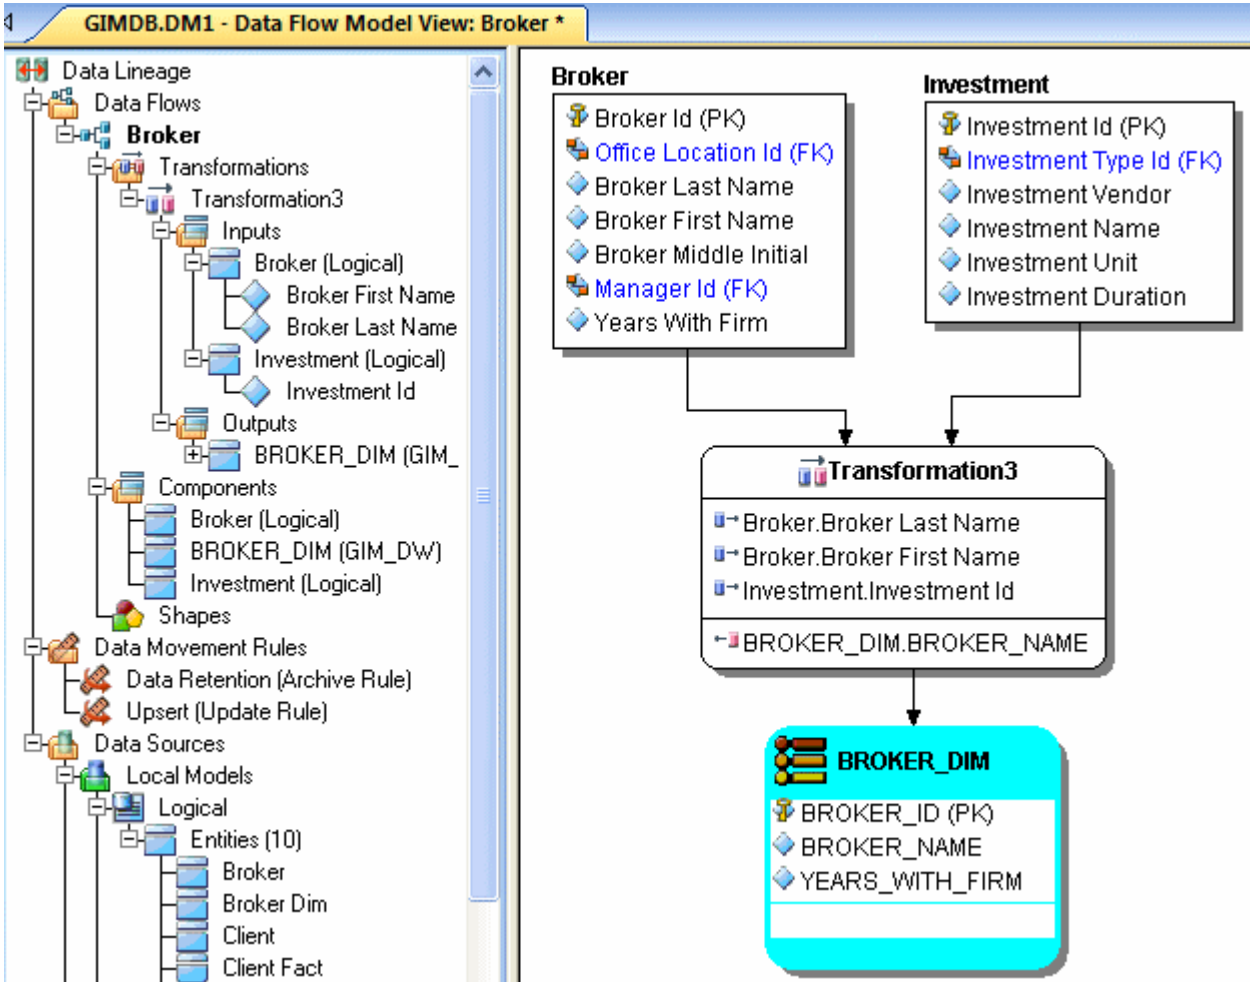 GIMDB.DM1 - Data Flow Model View: Broker *
Data Lineage
Data Flows
Broker
Transformations
Transformation3
Inputs
Broker (Logical)
Broker First Name
Broker Last Name
Investment (Logical)
Investment Id
Outputs
BROKER_DIM (GIM_
Components
Broker (Logical)
BROKER_DIM (GIM_DW)
Investment (Logical)
Shapes
Data Movement Rules
Data Retention (Archive Rule)
Upsert (Update Rule)
Data Sources
Local Models
Logical
Entities (10)
Broker
Broker Dim
Client
Client Fact
Broker
Broker Id (PK)
Office Location Id (FK)
Broker Last Name
Broker First Name
Broker Middle Initial
Manager Id (FK)
Years With Firm
Investment
Investment Id (PK)
Investment Type Id (FK)
Investment Vendor
Investment Name
Investment Unit
Investment Duration
Transformation3
Broker.Broker Last Name
Broker.Broker First Name
Investment.Investment Id
BROKER_DIM.BROKER_NAME
BROKER_DIM
BROKER_ID (PK)
BROKER_NAME
YEARS_WITH_FIRM